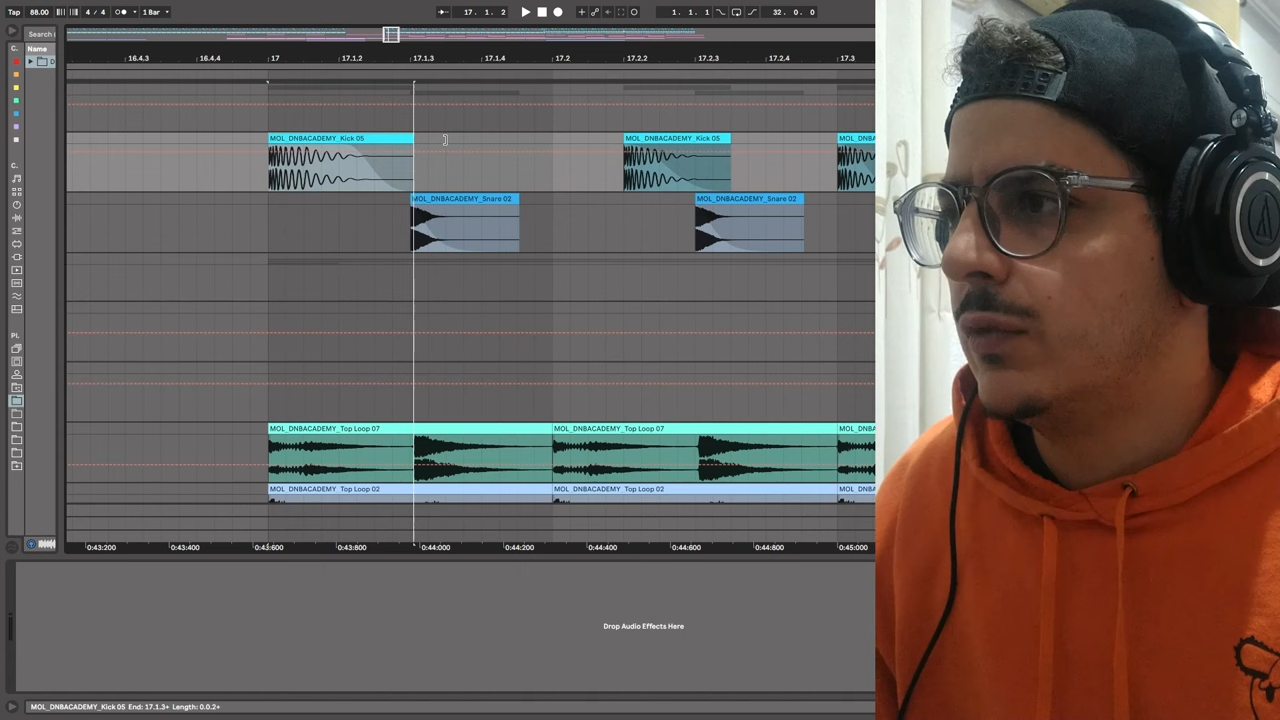 Tap 88.00 4 / 4 1 Bar 17. 1. 2 1. 1. 1 32. 0. 0
Search (
C. Name
D
16.4.3 16.4.4 17 17.1.2 17.1.3 17.1.4 17.2 17.2.2 17.2.3 17.2.4 17.3
MOL_DNBACADEMY_Kick 05 MOL_DNBACADEMY_Kick 05 MOL_DNBA
C.
MOL_DNBACADEMY_Snare 02 MOL_DNBACADEMY_Snare 02
Pl.
MOL_DNBACADEMY_Top Loop 07 MOL_DNBACADEMY_Top Loop 07 MOL_DNBA
MOL_DNBACADEMY_Top Loop 02 MOL_DNBACADEMY_Top Loop 02 MOL_DNBA
0:43:200 0:43:400 0:43:600 0:43:800 0:44:000 0:44:200 0:44:400 0:44:600 0:44:800 0:45:000
Drop Audio Effects Here
MOL_DNBACADEMY_Kick 05 End: 17.1.3+ Length: 0.0.2+